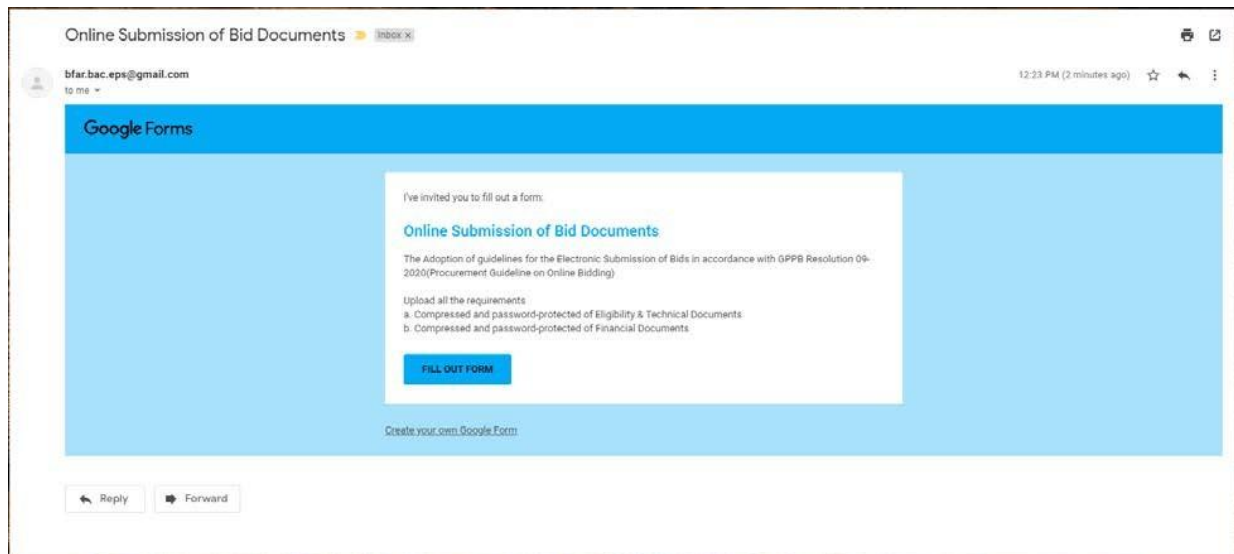 Online Submission of Bid Documents Inbox x
bfar.bac.eps@gmail.com 12:23 PM (2 minutes ago)
to me
Google Forms
I've invited you to fill out a form:
Online Submission of Bid Documents
The Adoption of guidelines for the Electronic Submission of Bids in accordance with GPPB Resolution 09-
2020(Procurement Guideline on Online Bidding)
Upload all the requirements
a. Compressed and password-protected of Eligibility & Technical Documents
b. Compressed and password-protected of Financial Documents
FILL OUT FORM
Create your own Google Form
Reply Forward